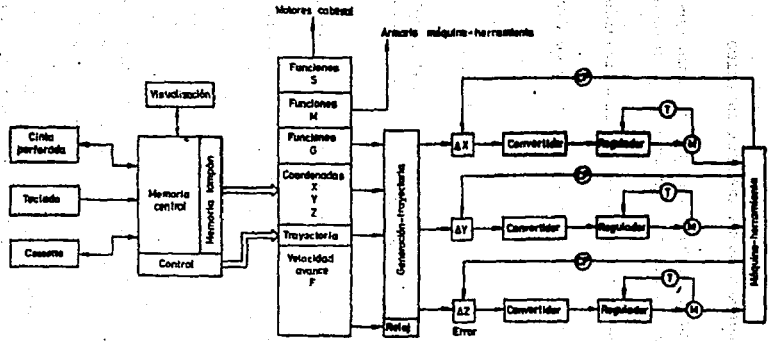 Motores cabezal
Armario máquina-herramienta
Funciones
S
Funciones
M
Funciones
G
Coordenadas
X
Y
Z
Trayectoria
Velocidad
avance
F
Visualización
Cinta
perforada
Teclado
Cassette
Memoria
central
Memoria tampón
Control
Generación-trayectoria
Reloj
ΔX
Convertidor
Regulador
T
M
ΔY
Convertidor
Regulador
T
M
ΔZ
Error
Convertidor
Regulador
T
M
Máquina-herramienta